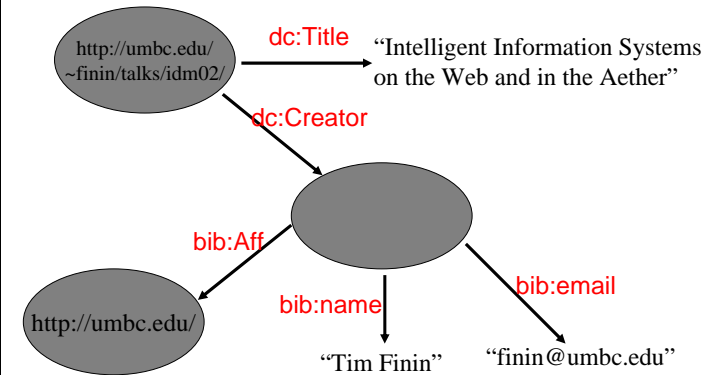 http://umbc.edu/
~finin/talks/idm02/
dc:Title
“Intelligent Information Systems
on the Web and in the Aether”
dc:Creator
bib:Aff
http://umbc.edu/
bib:name
“Tim Finin”
bib:email
“finin@umbc.edu”